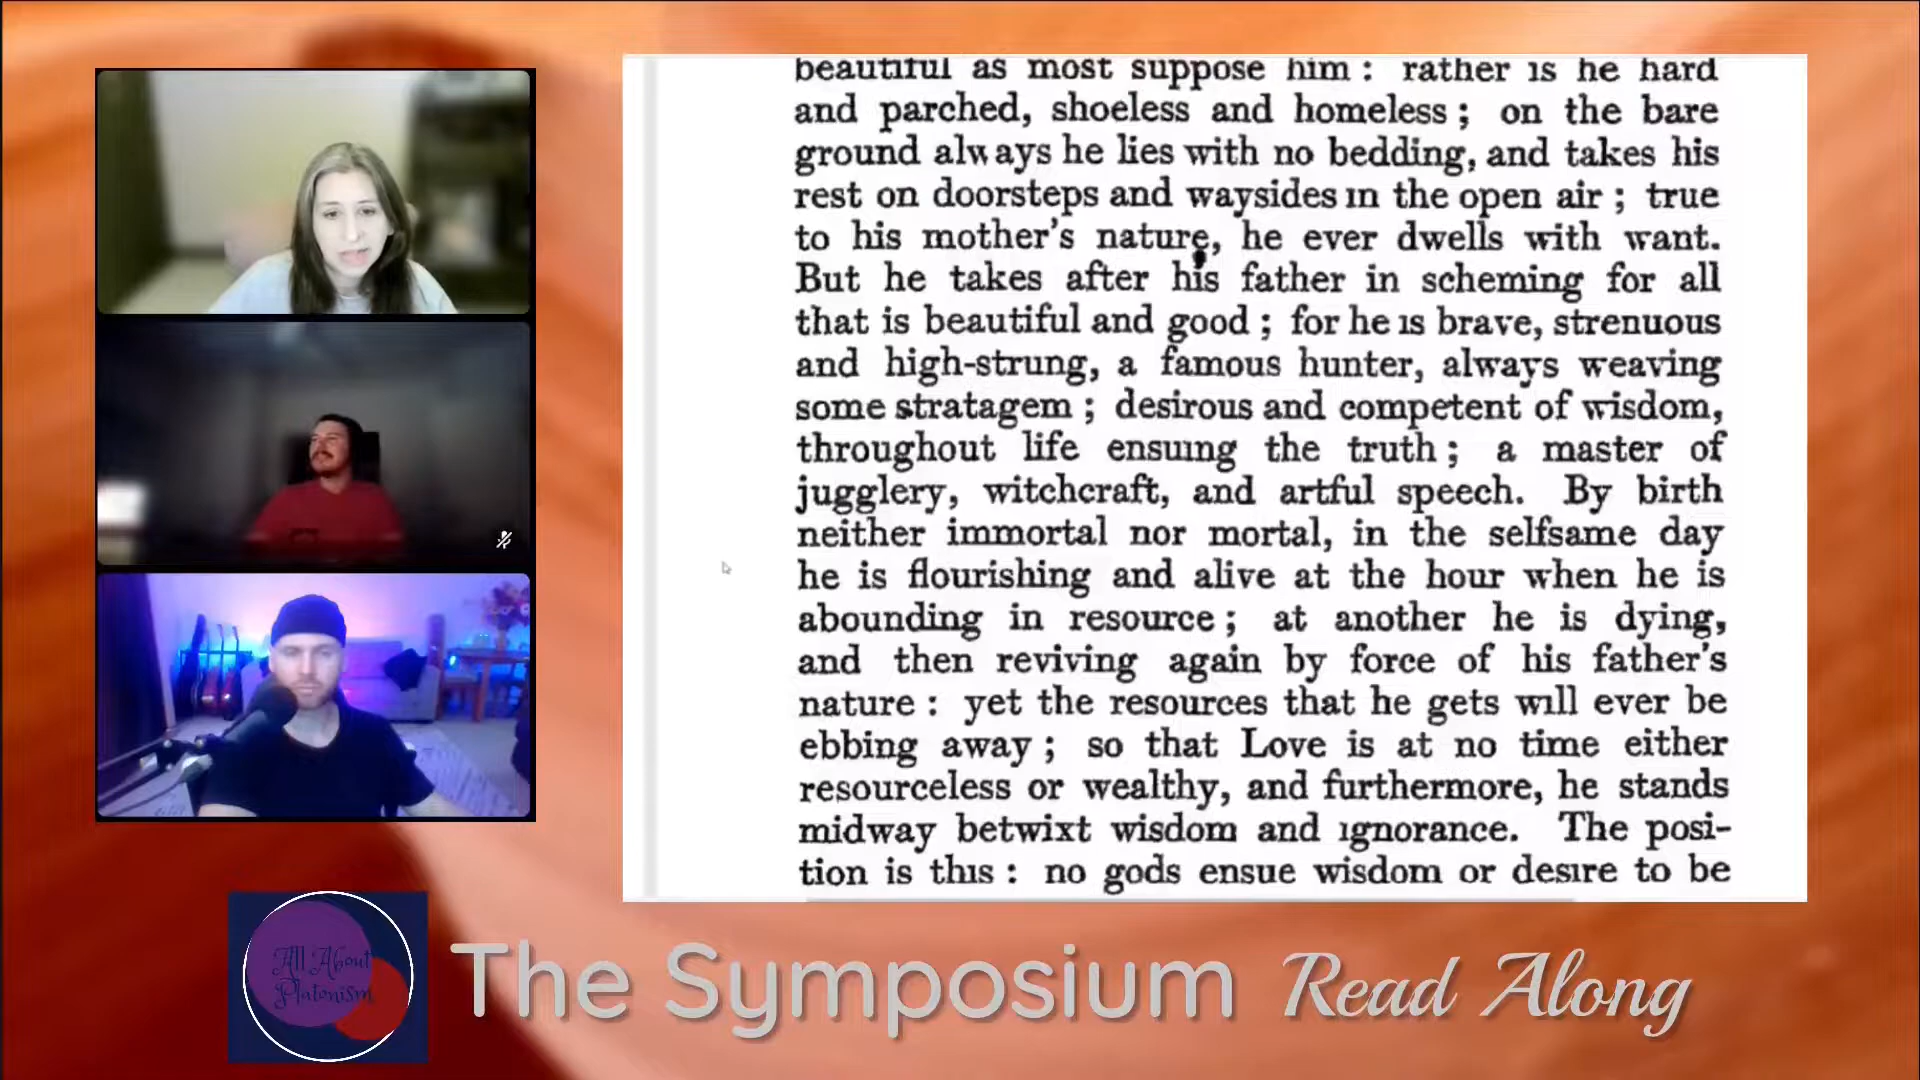 beautiful as most suppose him : rather is he hard
and parched, shoeless and homeless ; on the bare
ground always he lies with no bedding, and takes his
rest on doorsteps and waysides in the open air ; true
to his mother's nature, he ever dwells with want.
But he takes after his father in scheming for all
that is beautiful and good ; for he is brave, strenuous
and high-strung, a famous hunter, always weaving
some stratagem ; desirous and competent of wisdom,
throughout life ensuing the truth ; a master of
jugglery, witchcraft, and artful speech. By birth
neither immortal nor mortal, in the selfsame day
he is flourishing and alive at the hour when he is
abounding in resource ; at another he is dying,
and then reviving again by force of his father's
nature : yet the resources that he gets will ever be
ebbing away ; so that Love is at no time either
resourceless or wealthy, and furthermore, he stands
midway betwixt wisdom and ignorance. The posi-
tion is this : no gods ensue wisdom or desire to be
All About
Platonism
The Symposium Read Along